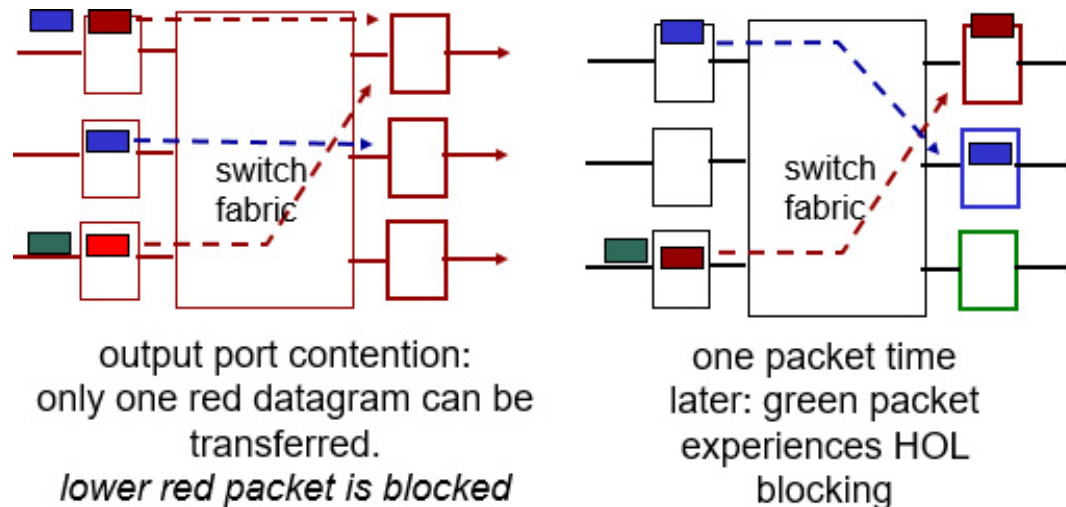 switch
fabric
output port contention:
only one red datagram can be
transferred.
lower red packet is blocked
switch
fabric
one packet time
later: green packet
experiences HOL
blocking